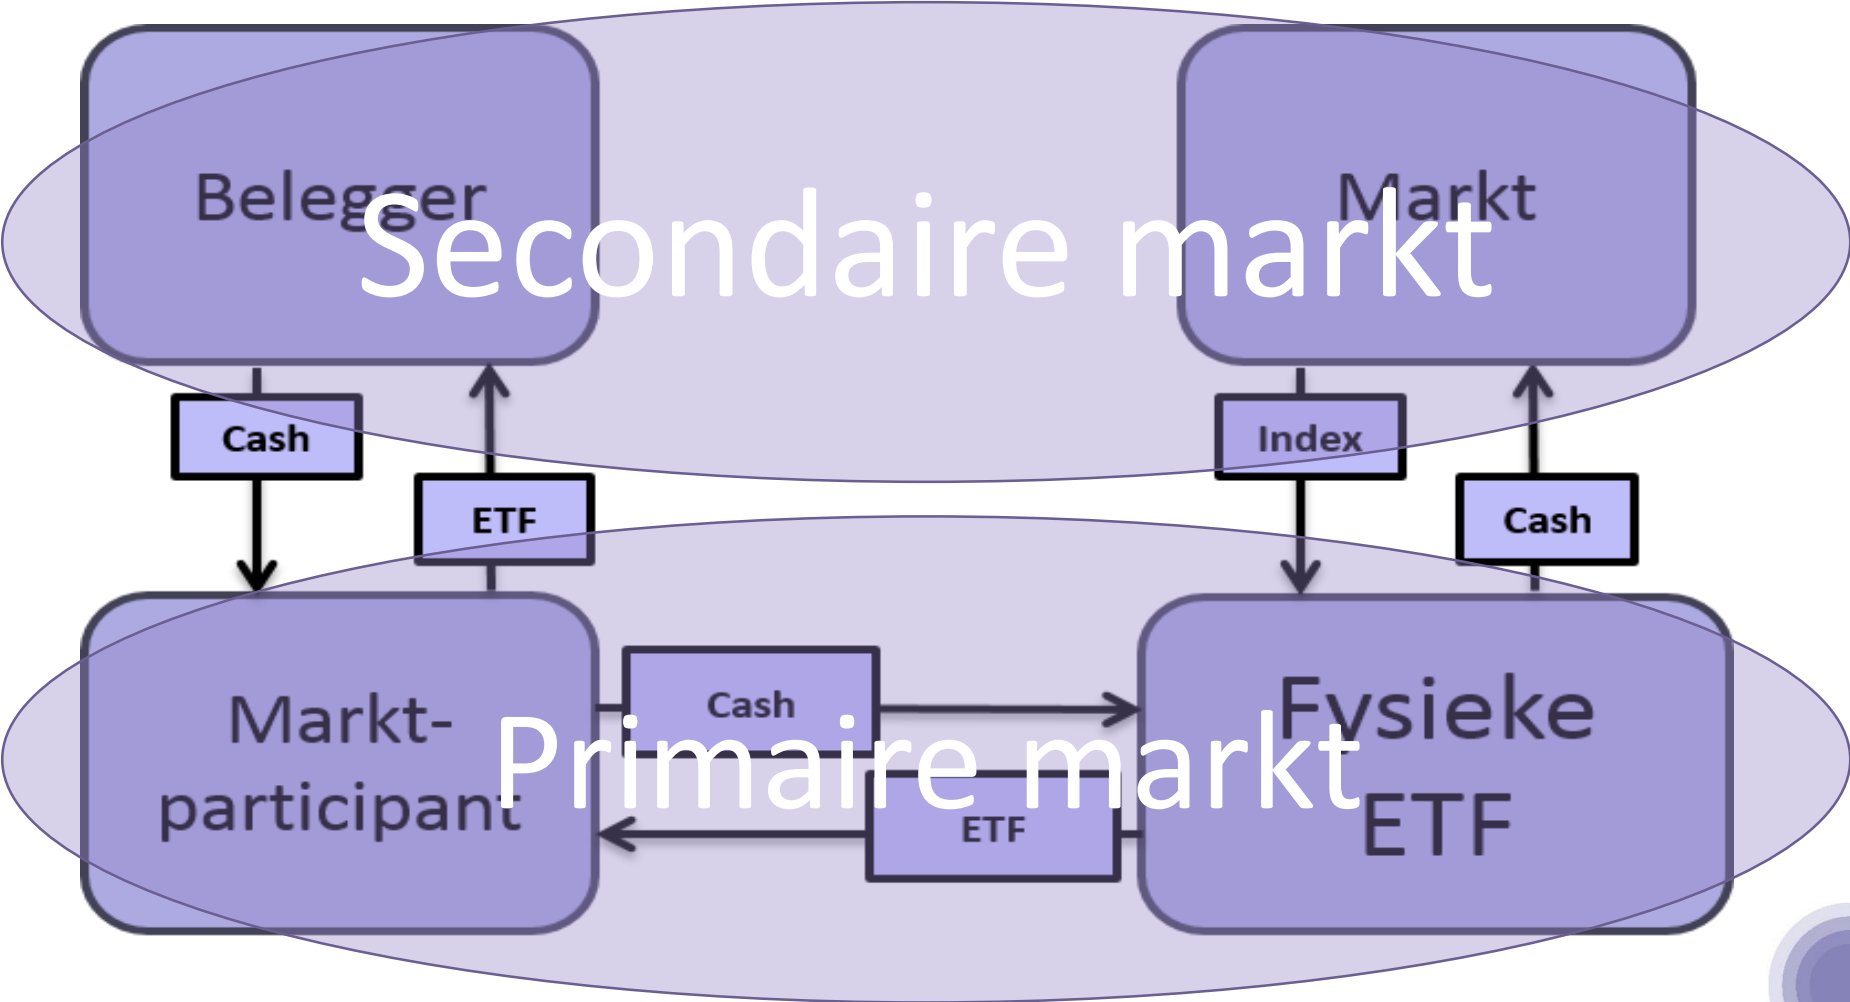 Belegger
Markt
Secondaire markt
Cash
Index
ETF
Cash
Cash
Markt-
participant
Primaire markt
Fysieke
ETF
ETF